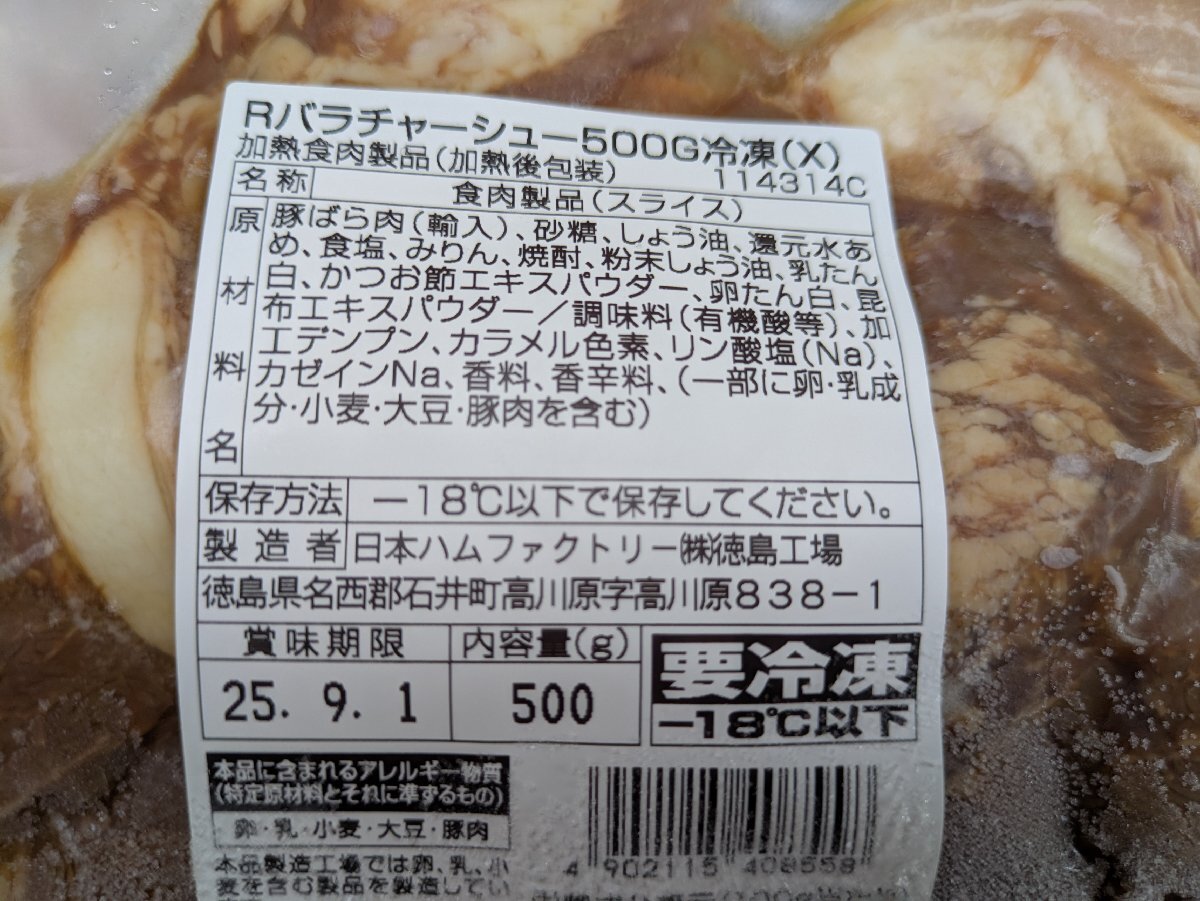 Rバラチャーシュー500G冷凍(X)
加熱食肉製品(加熱後包装) 114314C
名称 食肉製品(スライス)
原材料名 豚ばら肉(輸入)、砂糖、しょう油、還元水あ
め、食塩、みりん、焼酎、粉末しょう油、乳たん
白、かつお節エキスパウダー、卵たん白、昆
布エキスパウダー/調味料(有機酸等)、加
工デンプン、カラメル色素、リン酸塩(Na)、
カゼインNa、香料、香辛料、(一部に卵・乳成
分・小麦・大豆・豚肉を含む)
保存方法 -18℃以下で保存してください。
製造者 日本ハムファクトリー㈱徳島工場
徳島県名西郡石井町高川原字高川原838-1
賞味期限 内容量(g)
25. 9. 1 500
要冷凍
-18℃以下
本品に含まれるアレルギー物質
(特定原材料とそれに準ずるもの)
卵・乳・小麦・大豆・豚肉
本品製造工場では卵、乳、小
麦を含む製品を製造してい
4 902115 408558